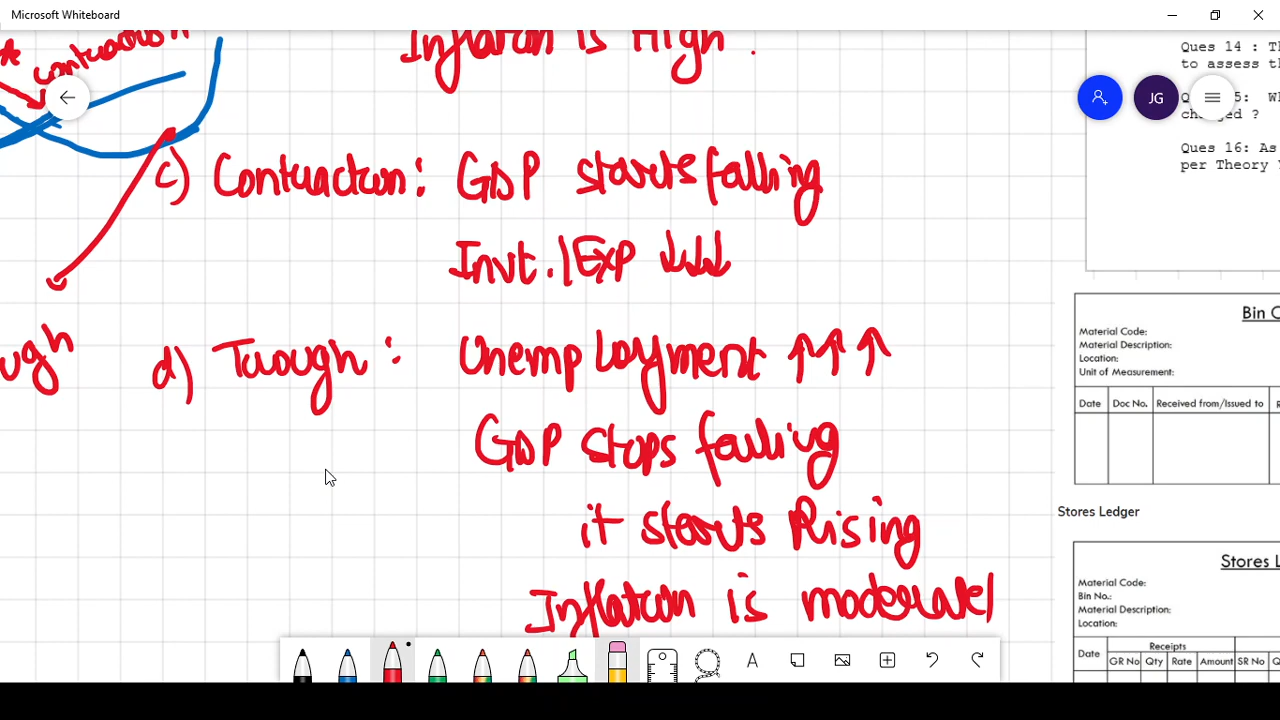 Microsoft Whiteboard
contraction
Inflation is High.
c) Contraction: GDP starts falling
Invt. | Exp ↓↓↓
d) Trough: Unemployment ↑↑↑
GDP stops falling
it starts Rising
Inflation is moderate
JG
Ques 14 :
to assess
?
Ques 16: As
per Theory
Bin
Material Code:
Material Description:
Location:
Unit of Measurement:
Date Doc No. Received from/Issued to
Stores Ledger
Stores
Material Code:
Bin No.:
Material Description:
Location:
Date Receipts
GR No Qty Rate Amount SR No
A